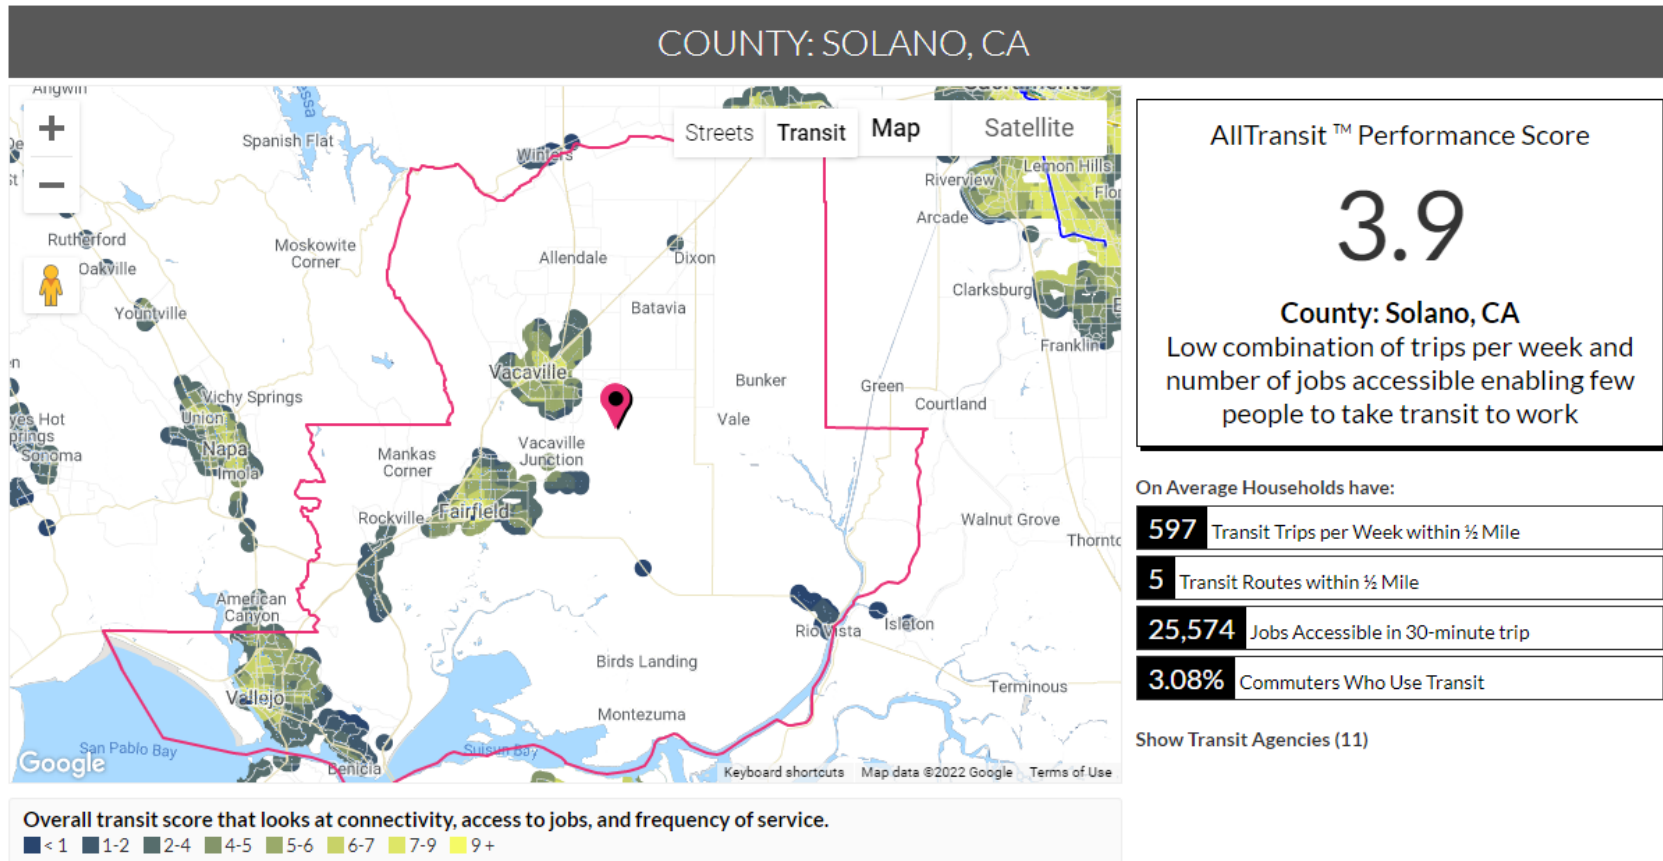 COUNTY: SOLANO, CA
Angwin
Spanish Flat
Sacramento
Streets
Transit
Map
Satellite
Winters
Lemon Hills
Riverview
Arcade
Rutherford
Moskowite
Corner
Oakville
Allendale
Dixon
Clarksburg
Yountville
Batavia
Franklin
Vacaville
Bunker
Green
Vichy Springs
Courtland
Union
Vale
Napa
Sonoma
Imola
Mankas
Corner
Vacaville
Junction
Rockville
Fairfield
Walnut Grove
American
Canyon
Rio Vista
Isleton
Birds Landing
Vallejo
Terminous
Montezuma
San Pablo Bay
Suisun Bay
Benicia
Google
Keyboard shortcuts
Map data ©2022 Google
Terms of Use
Overall transit score that looks at connectivity, access to jobs, and frequency of service.
< 1 1-2 2-4 4-5 5-6 6-7 7-9 9 +
AllTransit ™ Performance Score
3.9
County: Solano, CA
Low combination of trips per week and
number of jobs accessible enabling few
people to take transit to work
On Average Households have:
597 Transit Trips per Week within ½ Mile
5 Transit Routes within ½ Mile
25,574 Jobs Accessible in 30-minute trip
3.08% Commuters Who Use Transit
Show Transit Agencies (11)